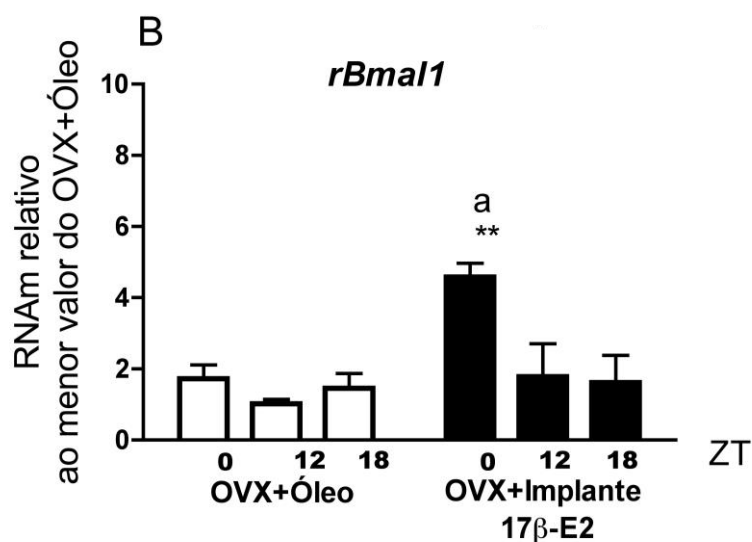 B
rBmal1
RNAm relativo
ao menor valor do OVX+Óleo
10
8
6
4
2
0
a
**
0 12 18 0 12 18 ZT
OVX+Óleo OVX+Implante
17β-E2